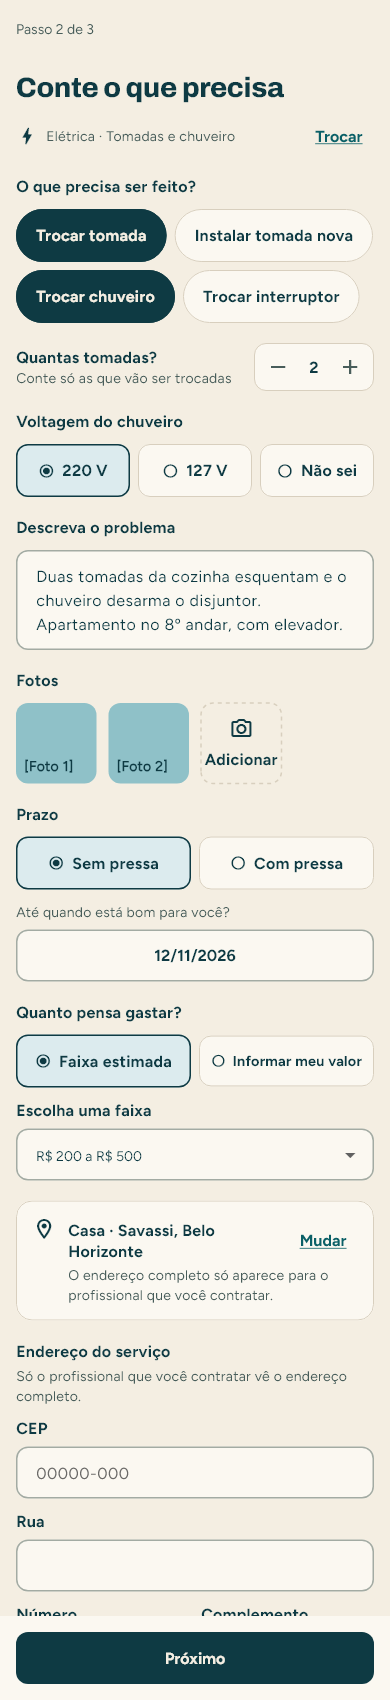 Passo 2 de 3
Conte o que precisa
Elétrica · Tomadas e chuveiro
Trocar
O que precisa ser feito?
Trocar tomada
Instalar tomada nova
Trocar chuveiro
Trocar interruptor
Quantas tomadas?
Conte só as que vão ser trocadas
2
Voltagem do chuveiro
220 V
127 V
Não sei
Descreva o problema
Duas tomadas da cozinha esquentam e o
chuveiro desarma o disjuntor.
Apartamento no 8º andar, com elevador.
Fotos
[Foto 1]
[Foto 2]
Adicionar
Prazo
Sem pressa
Com pressa
Até quando está bom para você?
12/11/2026
Quanto pensa gastar?
Faixa estimada
Informar meu valor
Escolha uma faixa
R$ 200 a R$ 500
Casa · Savassi, Belo
Horizonte
Mudar
O endereço completo só aparece para o
profissional que você contratar.
Endereço do serviço
Só o profissional que você contratar vê o endereço
completo.
CEP
00000-000
Rua
Número
Complemento
Próximo